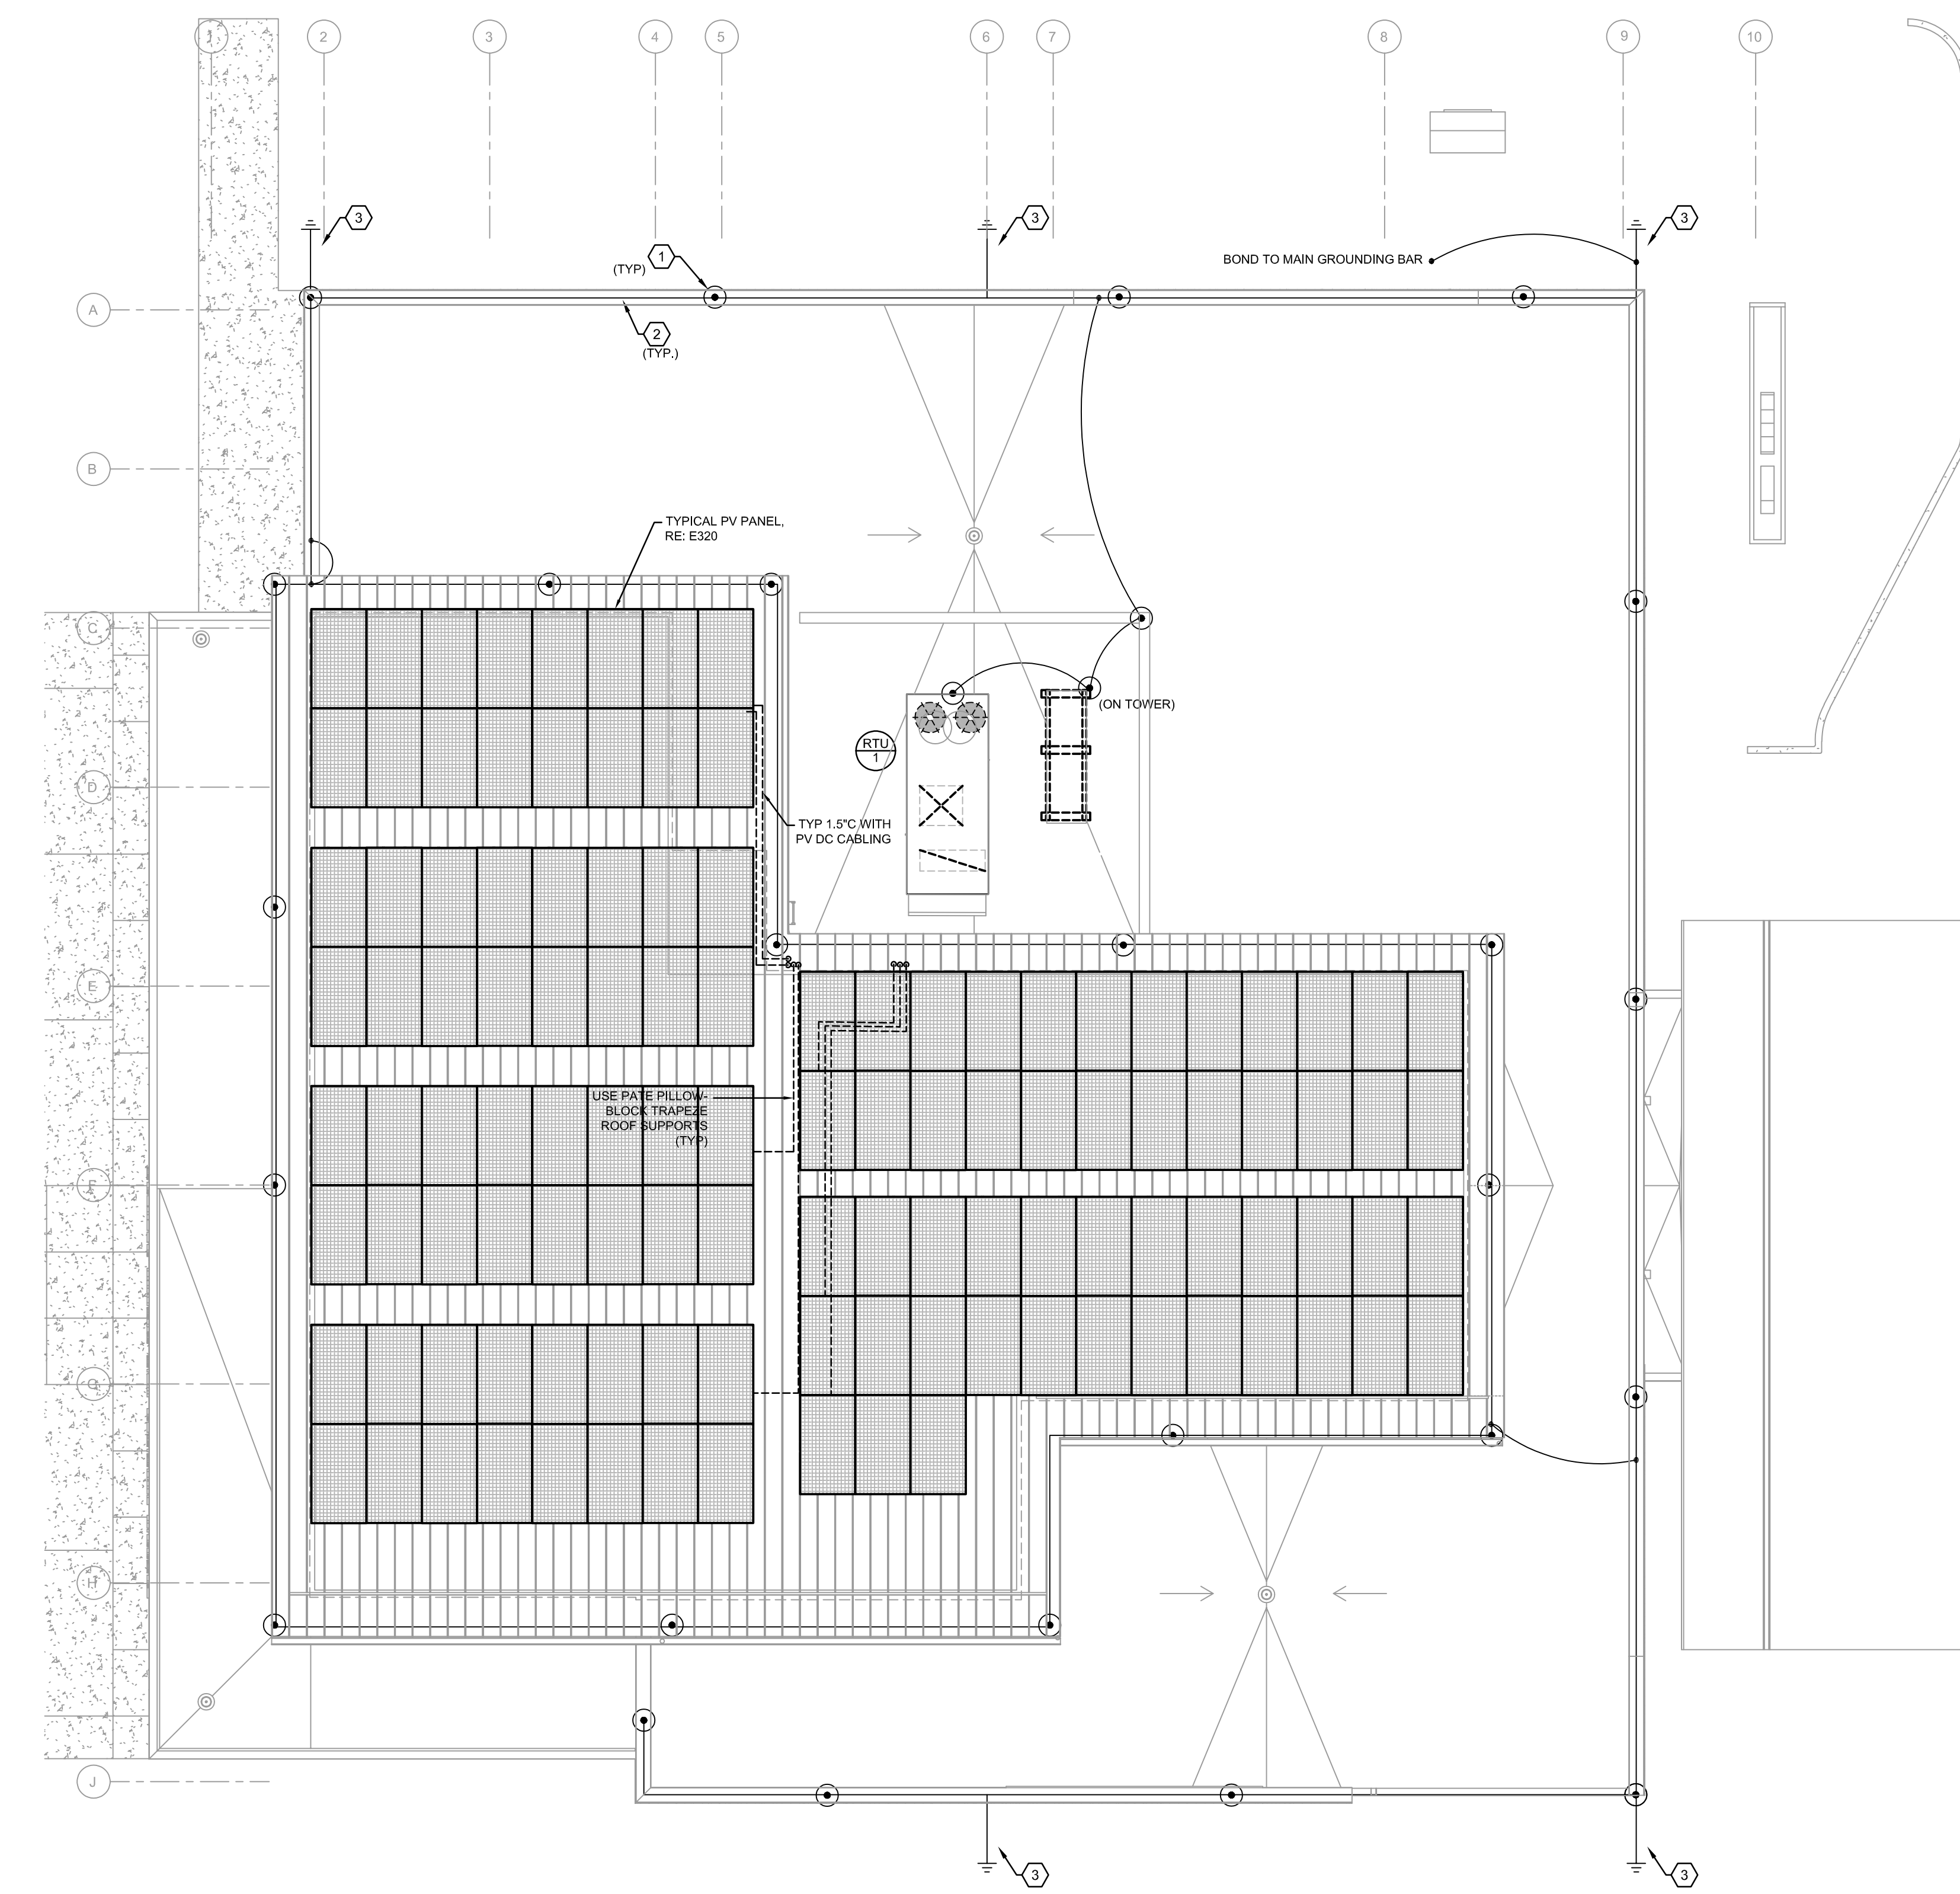 1
2
3
4
5
6
7
8
9
10
3
3
3
1
(TYP)
BOND TO MAIN GROUNDING BAR
A
2
(TYP.)
B
TYPICAL PV PANEL,
RE: E320
C
(ON TOWER)
RTU
1
D
TYP 1.5"C WITH
PV DC CABLING
E
USE PATE PILLOW-
BLOCK TRAPEZE
ROOF SUPPORTS
(TYP)
F
G
H
J
3
3